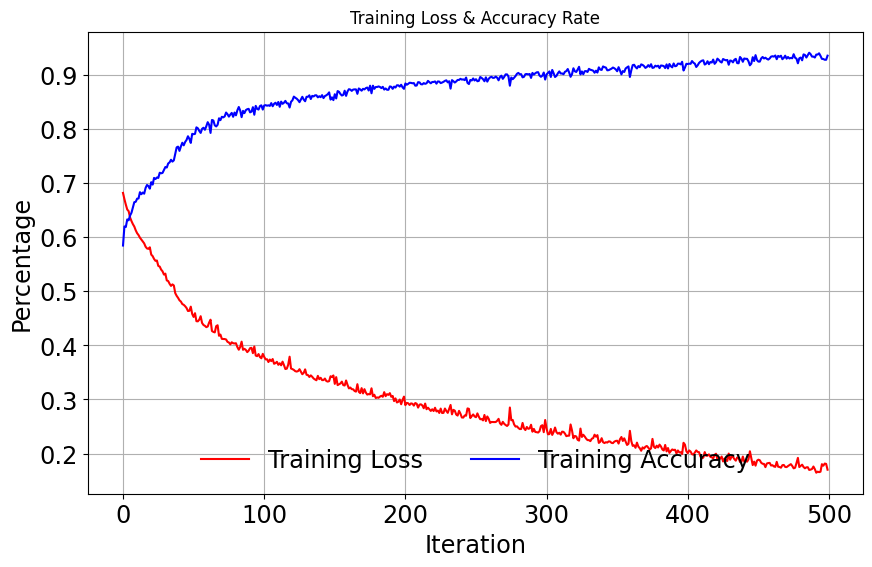 Training Loss & Accuracy Rate
Percentage
0.9
0.8
0.7
0.6
0.5
0.4
0.3
0.2
Training Loss Training Accuracy
0 100 200 300 400 500
Iteration